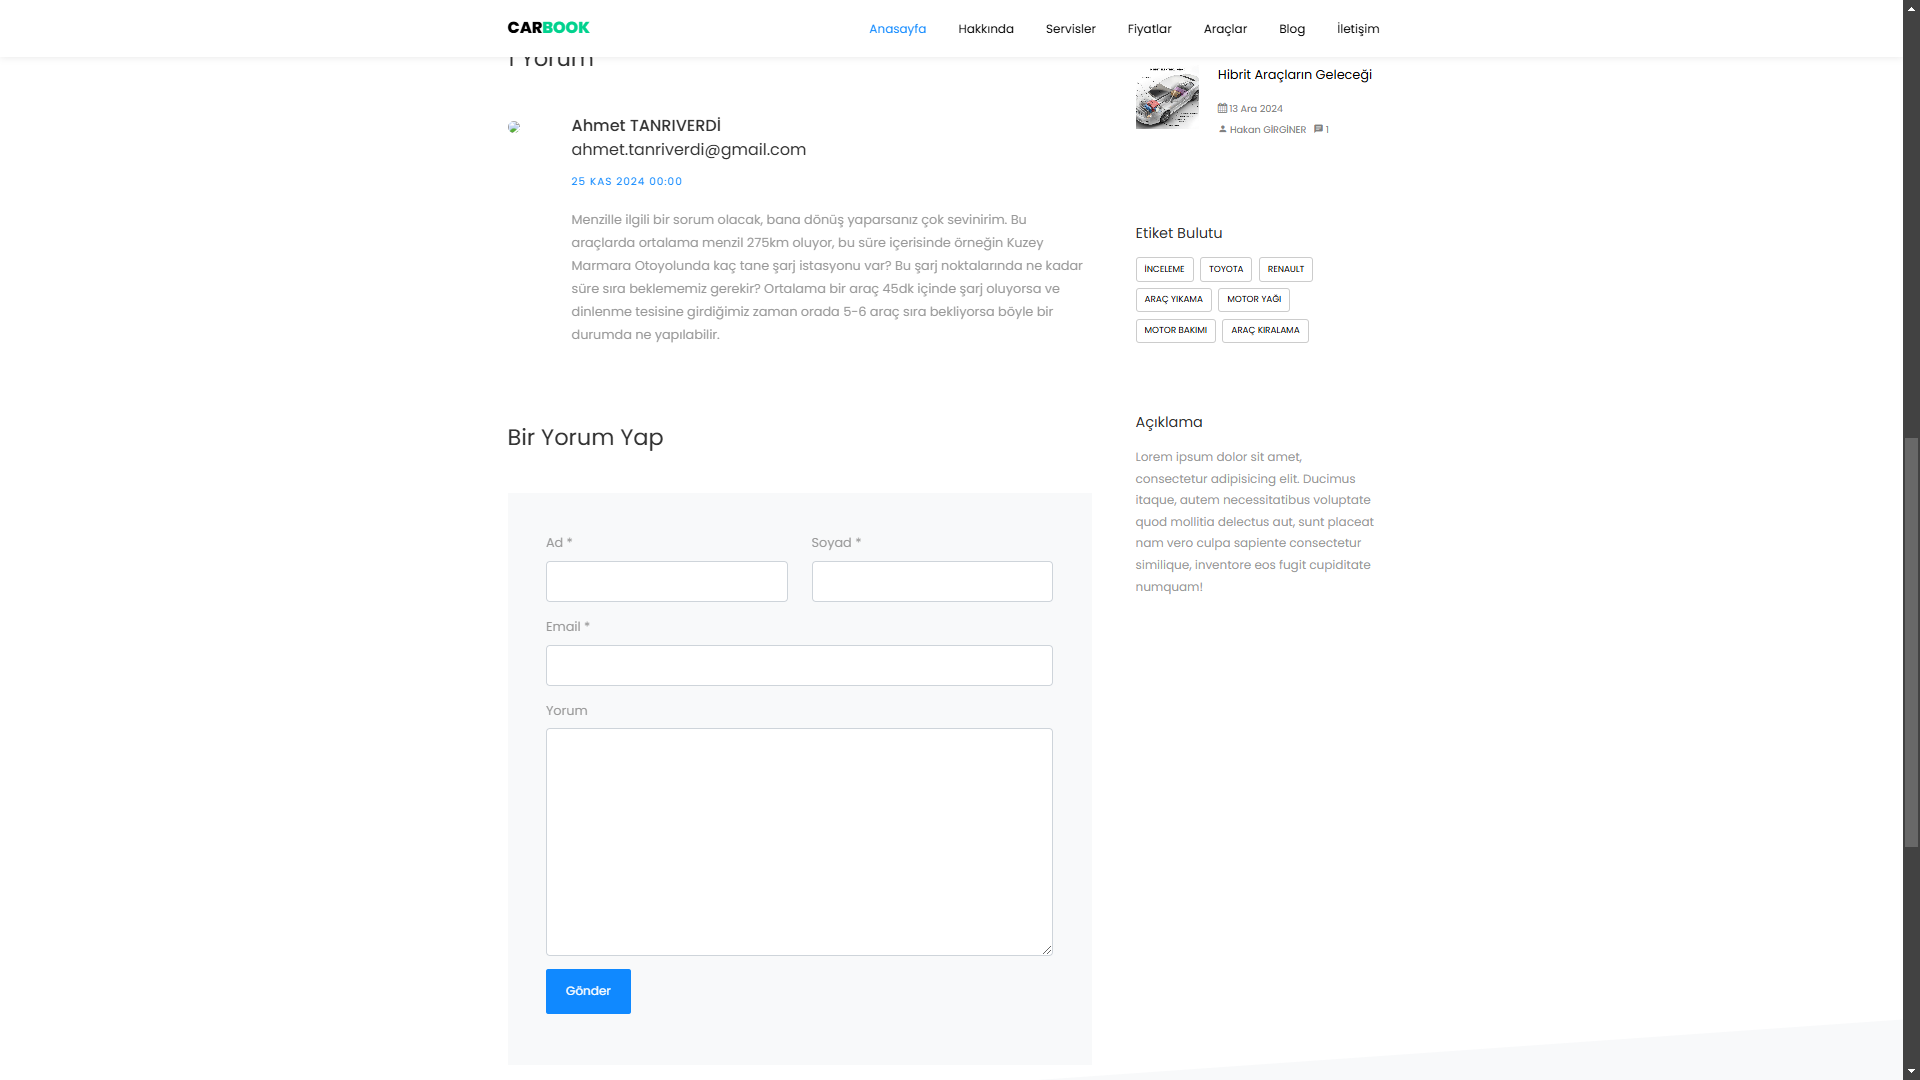 CARBOOK
Anasayfa
Hakkında
Servisler
Fiyatlar
Araçlar
Blog
İletişim
1 Yorum
Ahmet TANRIVERDİ
ahmet.tanriverdi@gmail.com
25 KAS 2024 00:00
Menzille ilgili bir sorum olacak, bana dönüş yaparsanız çok sevinirim. Bu
araçlarda ortalama menzil 275km oluyor, bu süre içerisinde örneğin Kuzey
Marmara Otoyolunda kaç tane şarj istasyonu var? Bu şarj noktalarında ne kadar
süre sıra beklememiz gerekir? Ortalama bir araç 45dk içinde şarj oluyorsa ve
dinlenme tesisine girdiğimiz zaman orada 5-6 araç sıra bekliyorsa böyle bir
durumda ne yapılabilir.
Bir Yorum Yap
Ad *
Soyad *
Email *
Yorum
Gönder
Hibrit Araçların Geleceği
13 Ara 2024
Hakan GİRGİNER 1
Etiket Bulutu
İNCELEME
TOYOTA
RENAULT
ARAÇ YIKAMA
MOTOR YAĞI
MOTOR BAKIMI
ARAÇ KIRALAMA
Açıklama
Lorem ipsum dolor sit amet,
consectetur adipisicing elit. Ducimus
itaque, autem necessitatibus voluptate
quod mollitia delectus aut, sunt placeat
nam vero culpa sapiente consectetur
similique, inventore eos fugit cupiditate
numquam!